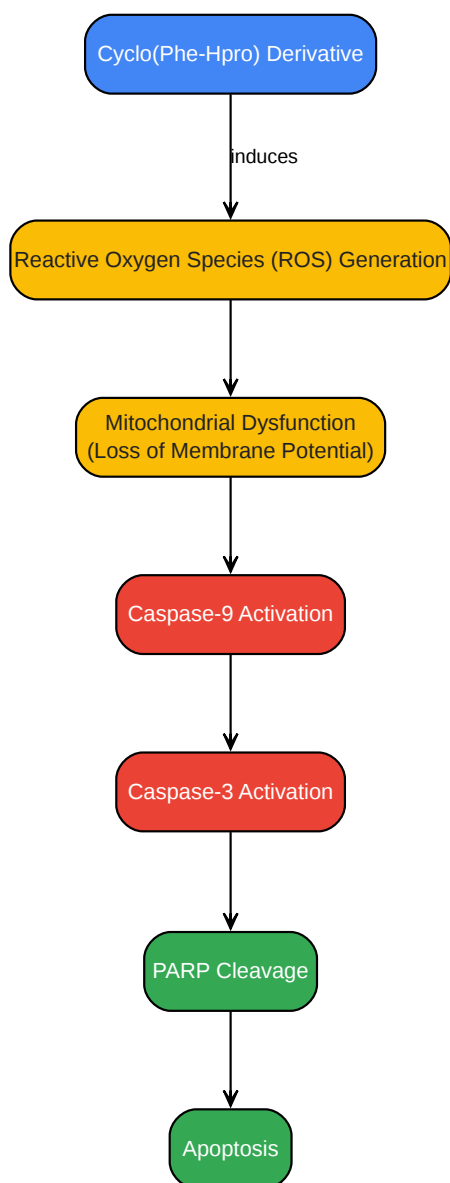 Cyclo(Phe-Hpro) Derivative
induces
Reactive Oxygen Species (ROS) Generation
Mitochondrial Dysfunction
(Loss of Membrane Potential)
Caspase-9 Activation
Caspase-3 Activation
PARP Cleavage
Apoptosis